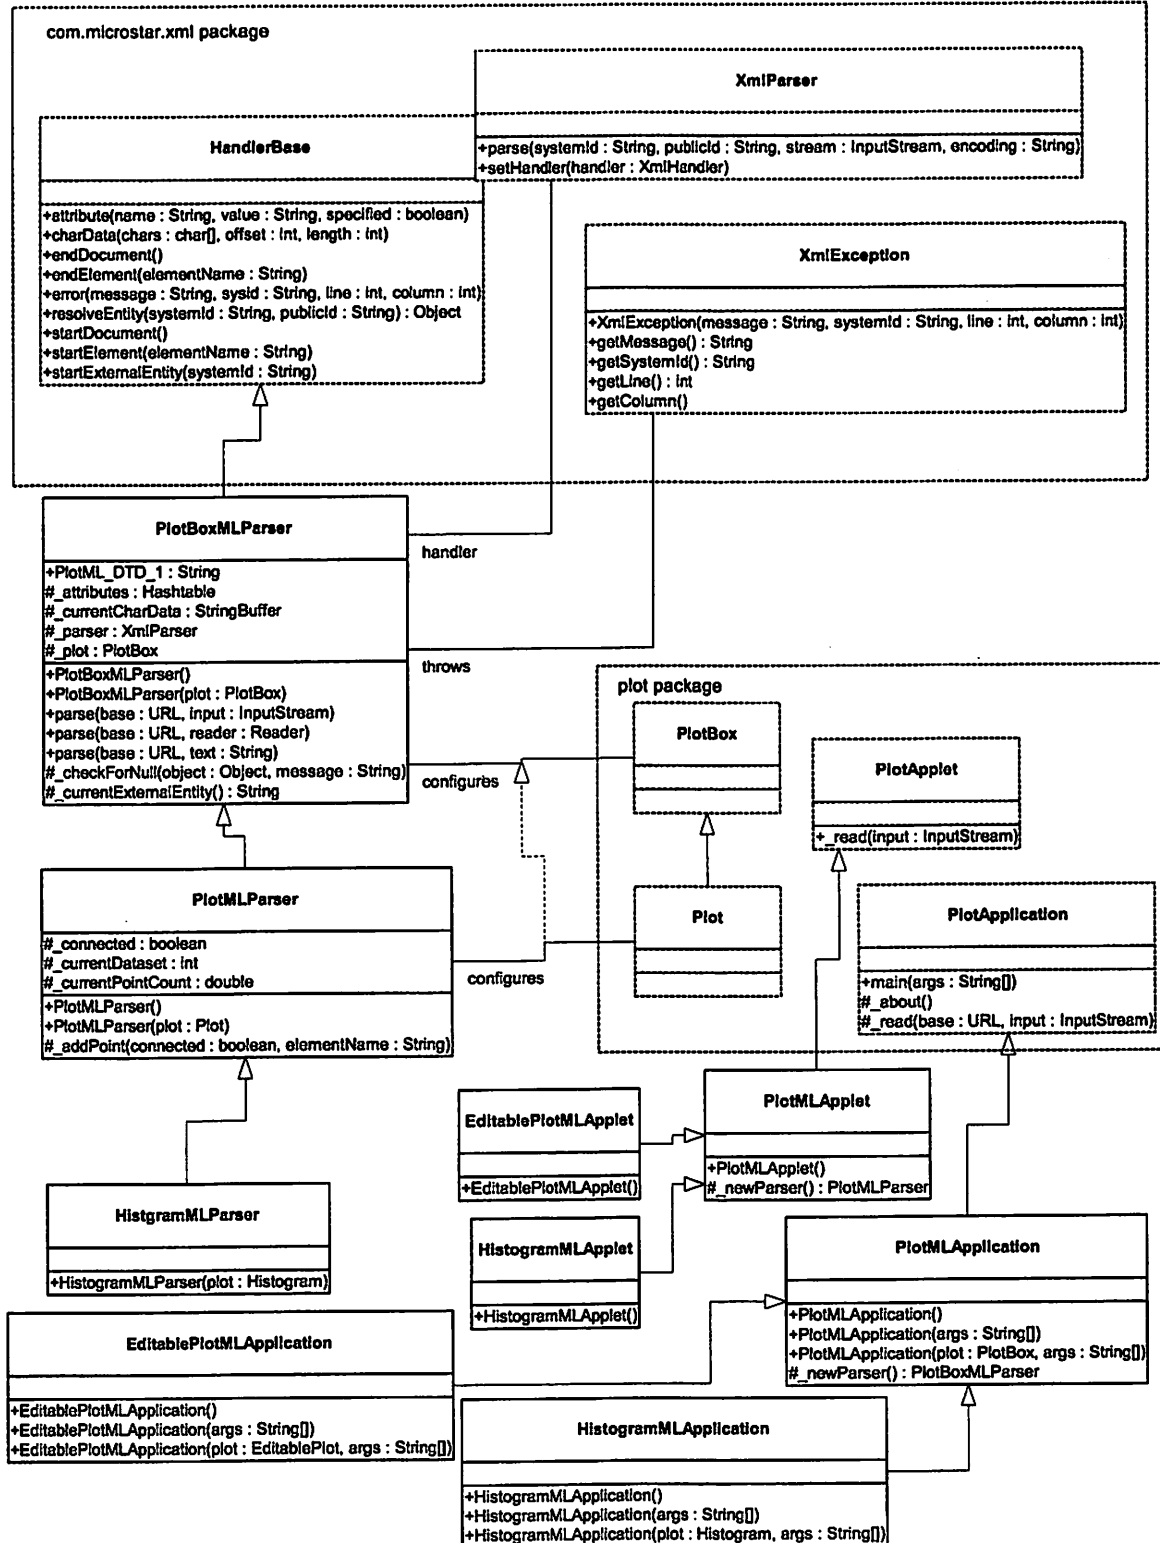 com.microstar.xml package
XmlParser
+parse(systemId : String, publicId : String, stream : InputStream, encoding : String)
+setHandler(handler : XmlHandler)
HandlerBase
+attribute(name : String, value : String, specified : boolean)
+charData(chars : char[], offset : int, length : int)
+endDocument()
+endElement(elementName : String)
+error(message : String, sysid : String, line : int, column : int)
+resolveEntity(systemId : String, publicId : String) : Object
+startDocument()
+startElement(elementName : String)
+startExternalEntity(systemId : String)
XmlException
+XmlException(message : String, systemId : String, line : int, column : int)
+getMessage() : String
+getSystemId() : String
+getLine() : int
+getColumn()
PlotBoxMLParser
+PlotML_DTD_1 : String
#_attributes : Hashtable
#_currentCharData : StringBuffer
#_parser : XmlParser
#_plot : PlotBox
+PlotBoxMLParser()
+PlotBoxMLParser(plot : PlotBox)
+parse(base : URL, input : InputStream)
+parse(base : URL, reader : Reader)
+parse(base : URL, text : String)
#_checkForNull(object : Object, message : String)
#_currentExternalEntity() : String
handler
throws
configures
plot package
PlotBox
PlotApplet
+_read(input : InputStream)
Plot
PlotApplication
+main(args : String[])
#_about()
#_read(base : URL, input : InputStream)
PlotMLParser
#_connected : boolean
#_currentDataset : int
#_currentPointCount : double
+PlotMLParser()
+PlotMLParser(plot : Plot)
#_addPoint(connected : boolean, elementName : String)
configures
EditablePlotMLApplet
+EditablePlotMLApplet()
PlotMLApplet
+PlotMLApplet()
#_newParser() : PlotMLParser
HistgramMLParser
+HistogramMLParser(plot : Histogram)
HistogramMLApplet
+HistogramMLApplet()
PlotMLApplication
+PlotMLApplication()
+PlotMLApplication(args : String[])
+PlotMLApplication(plot : PlotBox, args : String[])
#_newParser() : PlotBoxMLParser
EditablePlotMLApplication
+EditablePlotMLApplication()
+EditablePlotMLApplication(args : String[])
+EditablePlotMLApplication(plot : EditablePlot, args : String[])
HistogramMLApplication
+HistogramMLApplication()
+HistogramMLApplication(args : String[])
+HistogramMLApplication(plot : Histogram, args : String[])